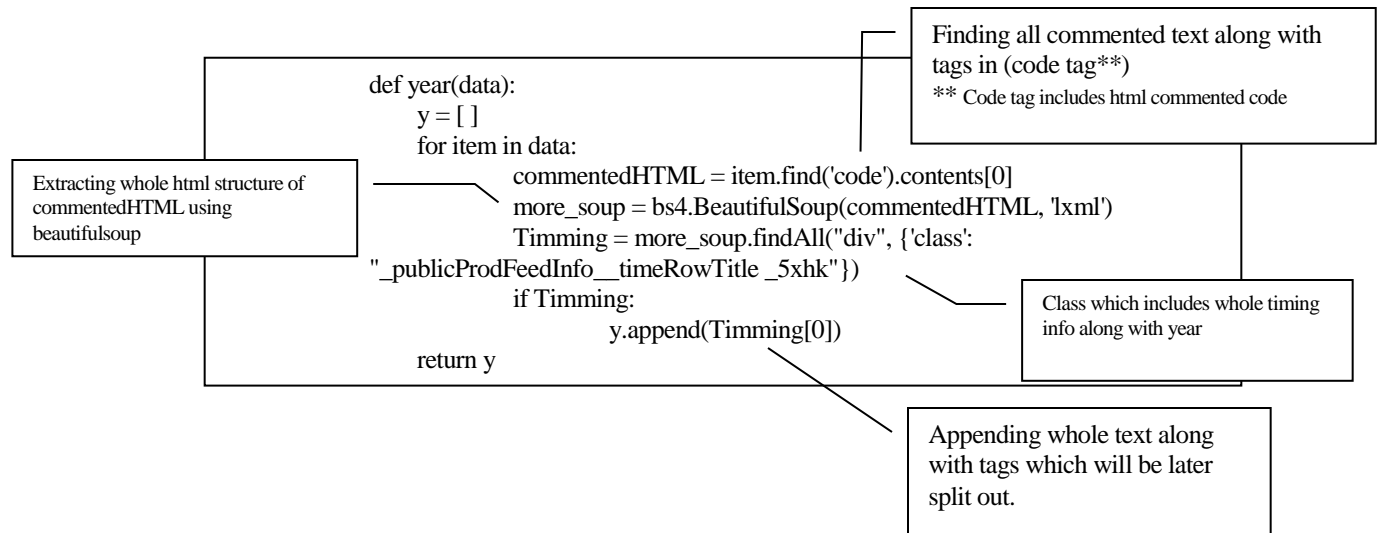 Finding all commented text along with
tags in (code tag**)
** Code tag includes html commented code
def year(data):
y = [ ]
for item in data:
commentedHTML = item.find('code').contents[0]
more_soup = bs4.BeautifulSoup(commentedHTML, 'lxml')
Timming = more_soup.findAll("div", {'class':
"_publicProdFeedInfo__timeRowTitle _5xhk"})
if Timming:
y.append(Timming[0])
return y
Extracting whole html structure of
commentedHTML using
beautifulsoup
Class which includes whole timing
info along with year
Appending whole text along
with tags which will be later
split out.